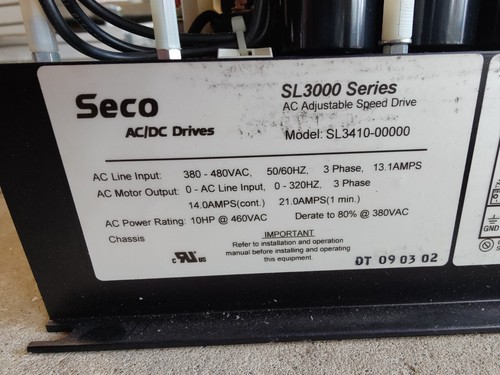 Seco
AC/DC Drives
SL3000 Series
AC Adjustable Speed Drive
Model: SL3410-00000
AC Line Input: 380 - 480VAC, 50/60HZ, 3 Phase, 13.1AMPS
AC Motor Output: 0 - AC Line Input, 0 - 320HZ, 3 Phase
14.0AMPS(cont.) 21.0AMPS(1 min.)
AC Power Rating: 10HP @ 460VAC Derate to 80% @ 380VAC
Chassis
IMPORTANT
Refer to installation and operation
manual before installing and operating
this equipment.
c RU us
DT 09 03 02
GND